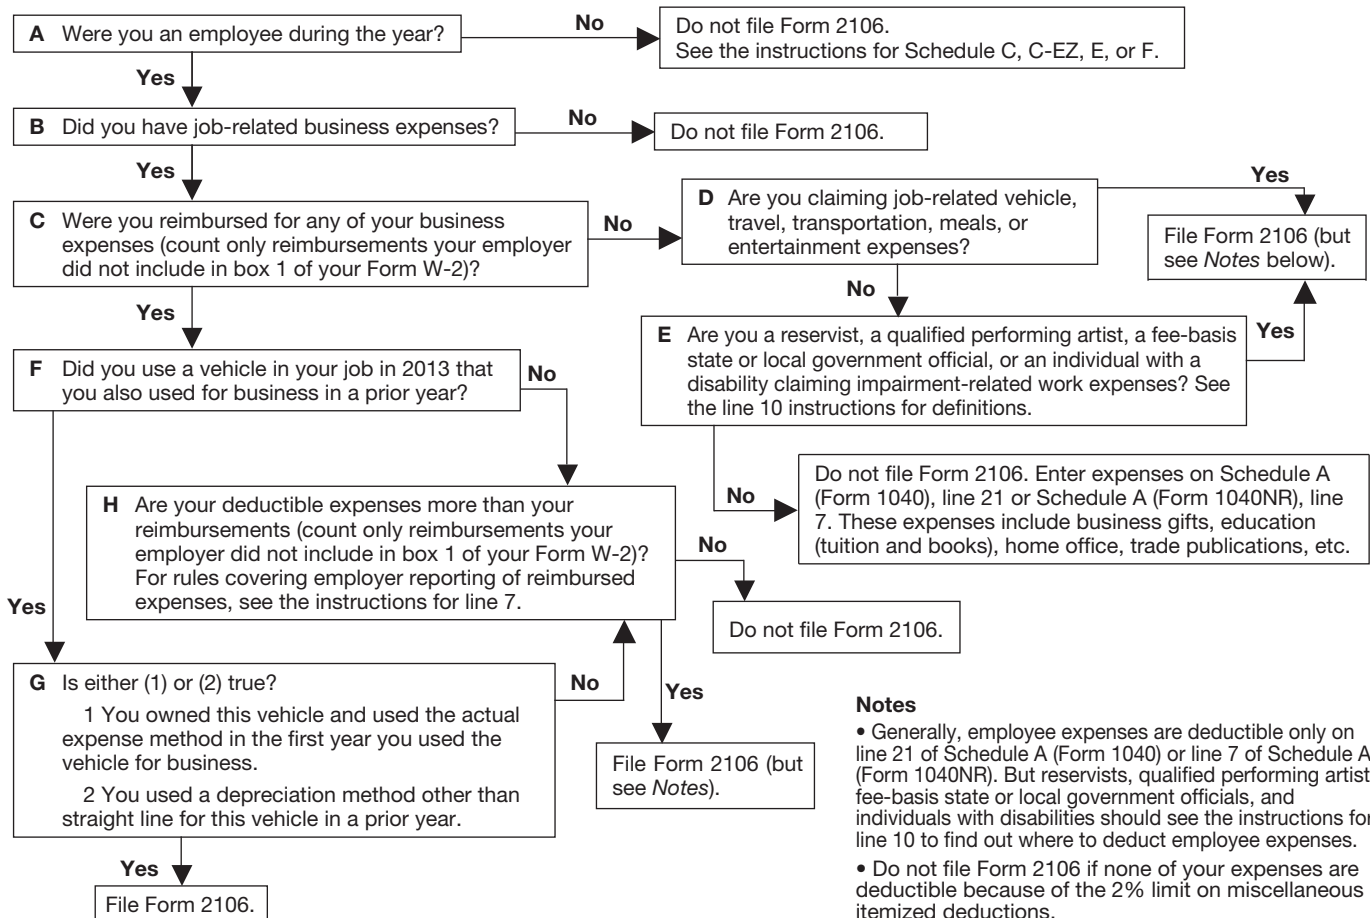 A Were you an employee during the year?
No
Do not file Form 2106.
See the instructions for Schedule C, C-EZ, E, or F.
Yes
B Did you have job-related business expenses?
No
Do not file Form 2106.
Yes
C Were you reimbursed for any of your business
expenses (count only reimbursements your employer
did not include in box 1 of your Form W-2)?
No
D Are you claiming job-related vehicle,
travel, transportation, meals, or
entertainment expenses?
Yes
File Form 2106 (but
see Notes below).
No
Yes
E Are you a reservist, a qualified performing artist, a fee-basis
state or local government official, or an individual with a
disability claiming impairment-related work expenses? See
the line 10 instructions for definitions.
Yes
F Did you use a vehicle in your job in 2013 that
you also used for business in a prior year?
No
No
Do not file Form 2106. Enter expenses on Schedule A
(Form 1040), line 21 or Schedule A (Form 1040NR), line
7. These expenses include business gifts, education
(tuition and books), home office, trade publications, etc.
H Are your deductible expenses more than your
reimbursements (count only reimbursements your
employer did not include in box 1 of your Form W-2)?
For rules covering employer reporting of reimbursed
expenses, see the instructions for line 7.
No
Do not file Form 2106.
Yes
G Is either (1) or (2) true?
1 You owned this vehicle and used the actual
expense method in the first year you used the
vehicle for business.
2 You used a depreciation method other than
straight line for this vehicle in a prior year.
No
Yes
File Form 2106 (but
see Notes).
Yes
File Form 2106.
Notes
• Generally, employee expenses are deductible only on
line 21 of Schedule A (Form 1040) or line 7 of Schedule A
(Form 1040NR). But reservists, qualified performing artist
fee-basis state or local government officials, and
individuals with disabilities should see the instructions for
line 10 to find out where to deduct employee expenses.
• Do not file Form 2106 if none of your expenses are
deductible because of the 2% limit on miscellaneous
itemized deductions.